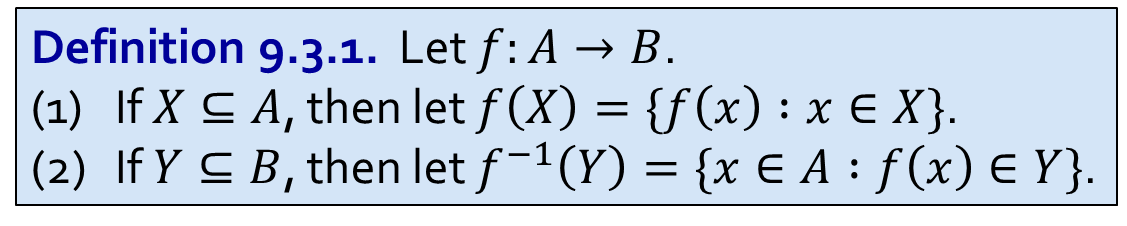 Definition 9.3.1. Let f: A → B.
(1) If X ⊆ A, then let f(X) = {f(x) : x ∈ X}.
(2) If Y ⊆ B, then let f⁻¹(Y) = {x ∈ A : f(x) ∈ Y}.